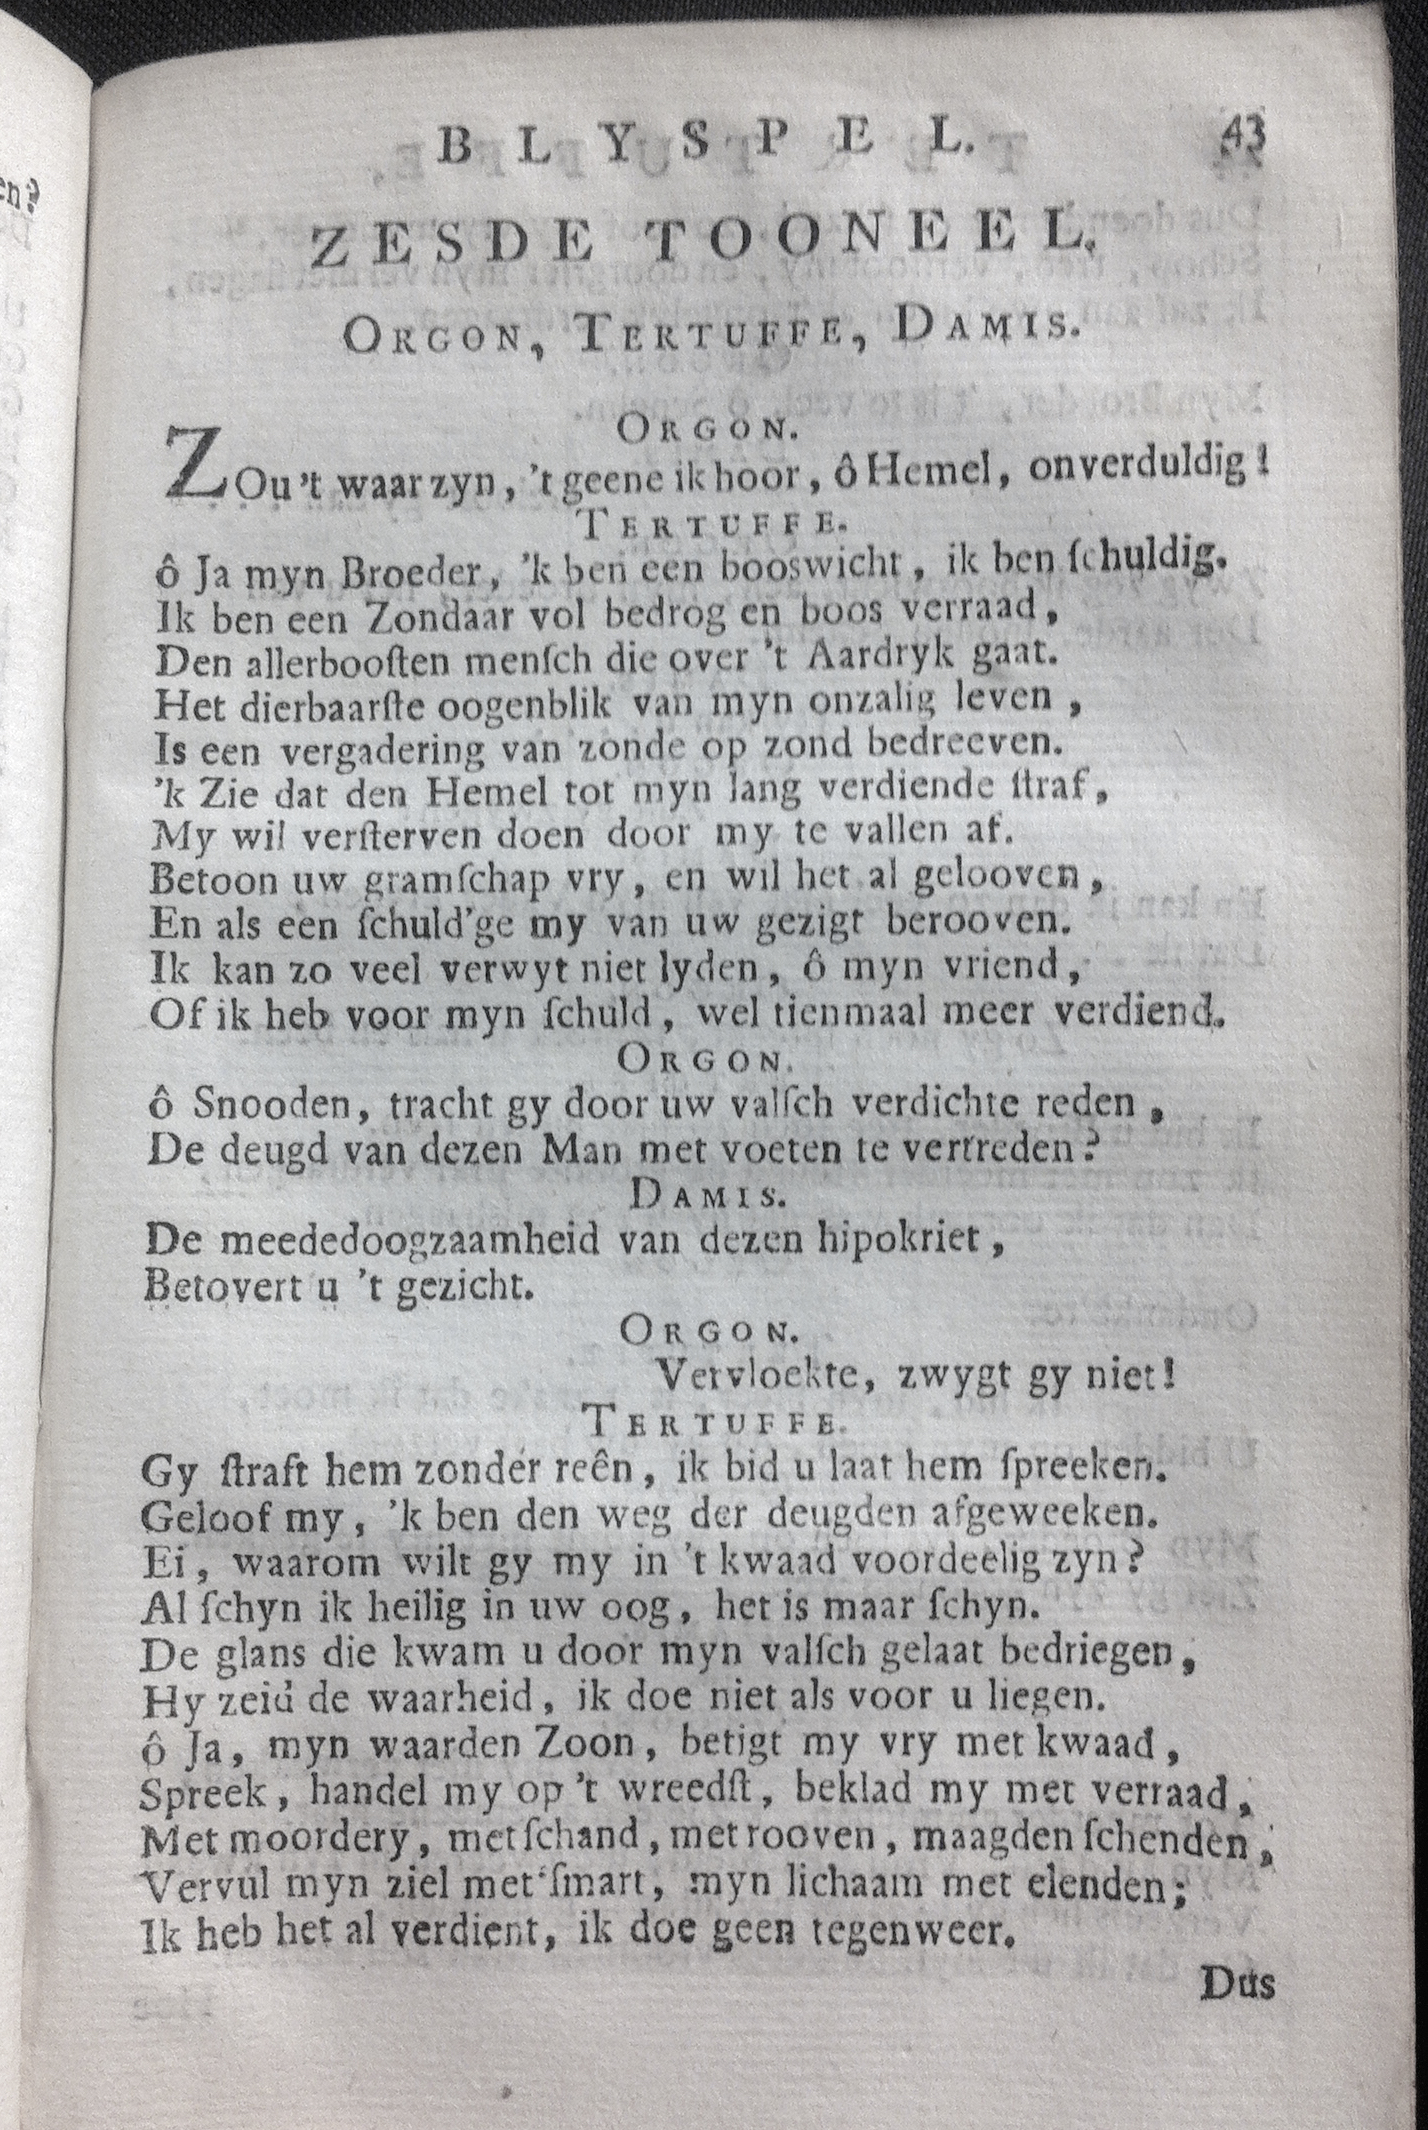 en?
BLYSPEL. 43
ZESDE TOONEEL.
ORGON, TERTUFFE, DAMIS.
ORGON.
ZOu't waar zyn, 't geene ik hoor, ô Hemel, onverduldig!
TERTUFFE.
ô Ja myn Broeder, 'k ben een booswicht, ik ben ſchuldig.
Ik ben een Zondaar vol bedrog en boos verraad,
Den allerbooſten menſch die over 't Aardryk gaat.
Het dierbaarſte oogenblik van myn onzalig leven,
Is een vergadering van zonde op zond bedreeven.
'k Zie dat den Hemel tot myn lang verdiende ſtraf,
My wil verſterven doen door my te vallen af.
Betoon uw gramſchap vry, en wil het al gelooven,
En als een ſchuld'ge my van uw gezigt berooven.
Ik kan zo veel verwyt niet lyden, ô myn vriend,
Of ik heb voor myn ſchuld, wel tienmaal meer verdiend.
ORGON.
ô Snooden, tracht gy door uw valſch verdichte reden,
De deugd van dezen Man met voeten te vertreden?
DAMIS.
De meededoogzaamheid van dezen hipokriet,
Betovert u 't gezicht.
ORGON.
Vervloekte, zwygt gy niet!
TERTUFFE.
Gy ſtraft hem zonder reên, ik bid u laat hem ſpreeken.
Geloof my, 'k ben den weg der deugden afgeweeken.
Ei, waarom wilt gy my in 't kwaad voordeelig zyn?
Al ſchyn ik heilig in uw oog, het is maar ſchyn.
De glans die kwam u door myn valſch gelaat bedriegen,
Hy zeid de waarheid, ik doe niet als voor u liegen.
ô Ja, myn waarden Zoon, betigt my vry met kwaad,
Spreek, handel my op 't wreedſt, beklad my met verraad,
Met moordery, met ſchand, met rooven, maagden ſchenden,
Vervul myn ziel met ſmart, myn lichaam met elenden;
Ik heb het al verdient, ik doe geen tegenweer.
Dus